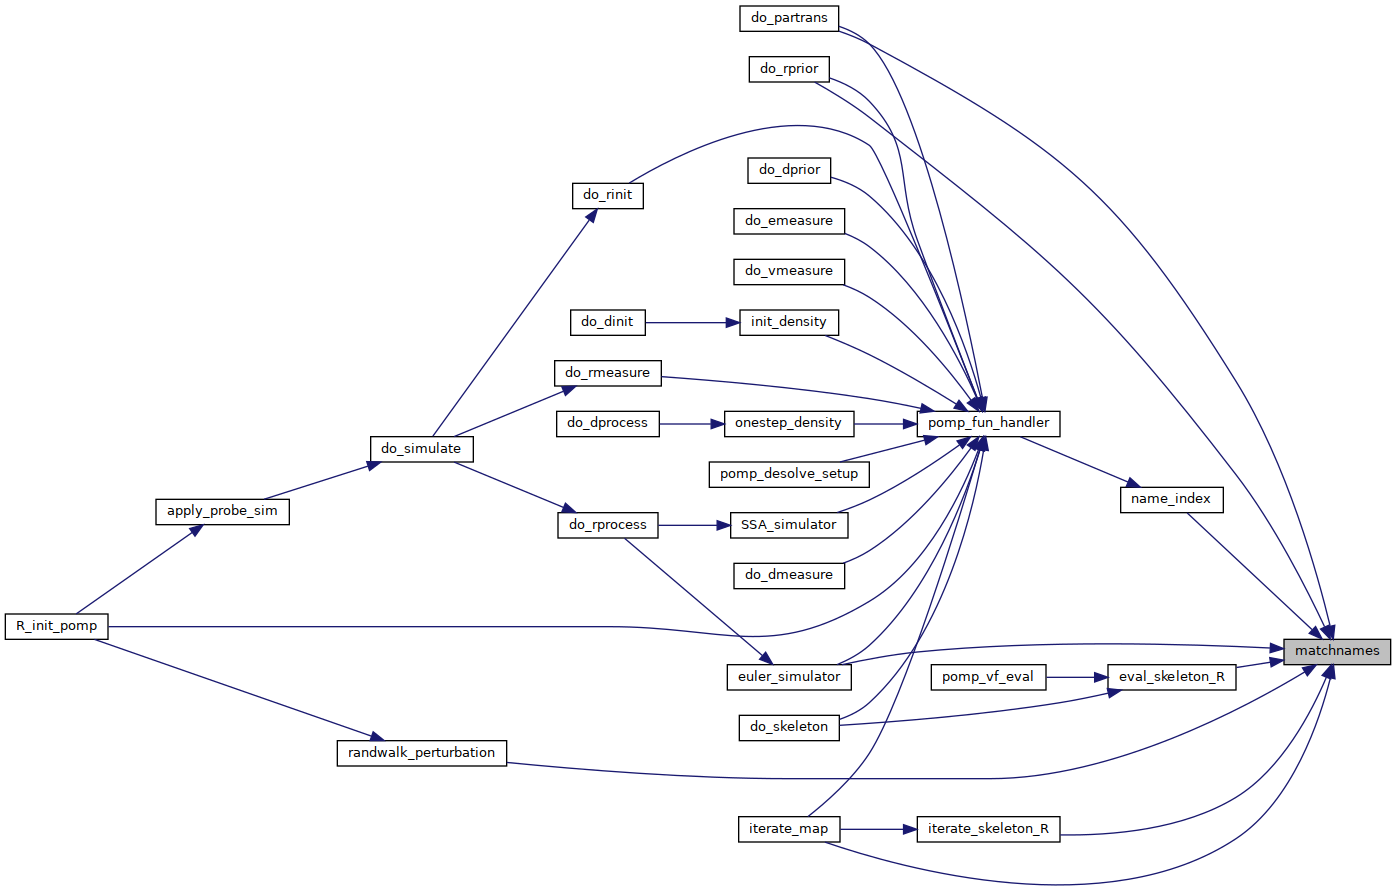 do_partrans
do_rprior
do_dprior
do_rinit
do_emeasure
do_vmeasure
do_dinit
init_density
do_rmeasure
do_dprocess
onestep_density
pomp_fun_handler
do_simulate
pomp_desolve_setup
name_index
apply_probe_sim
do_rprocess
SSA_simulator
do_dmeasure
R_init_pomp
matchnames
euler_simulator
pomp_vf_eval
eval_skeleton_R
do_skeleton
randwalk_perturbation
iterate_map
iterate_skeleton_R